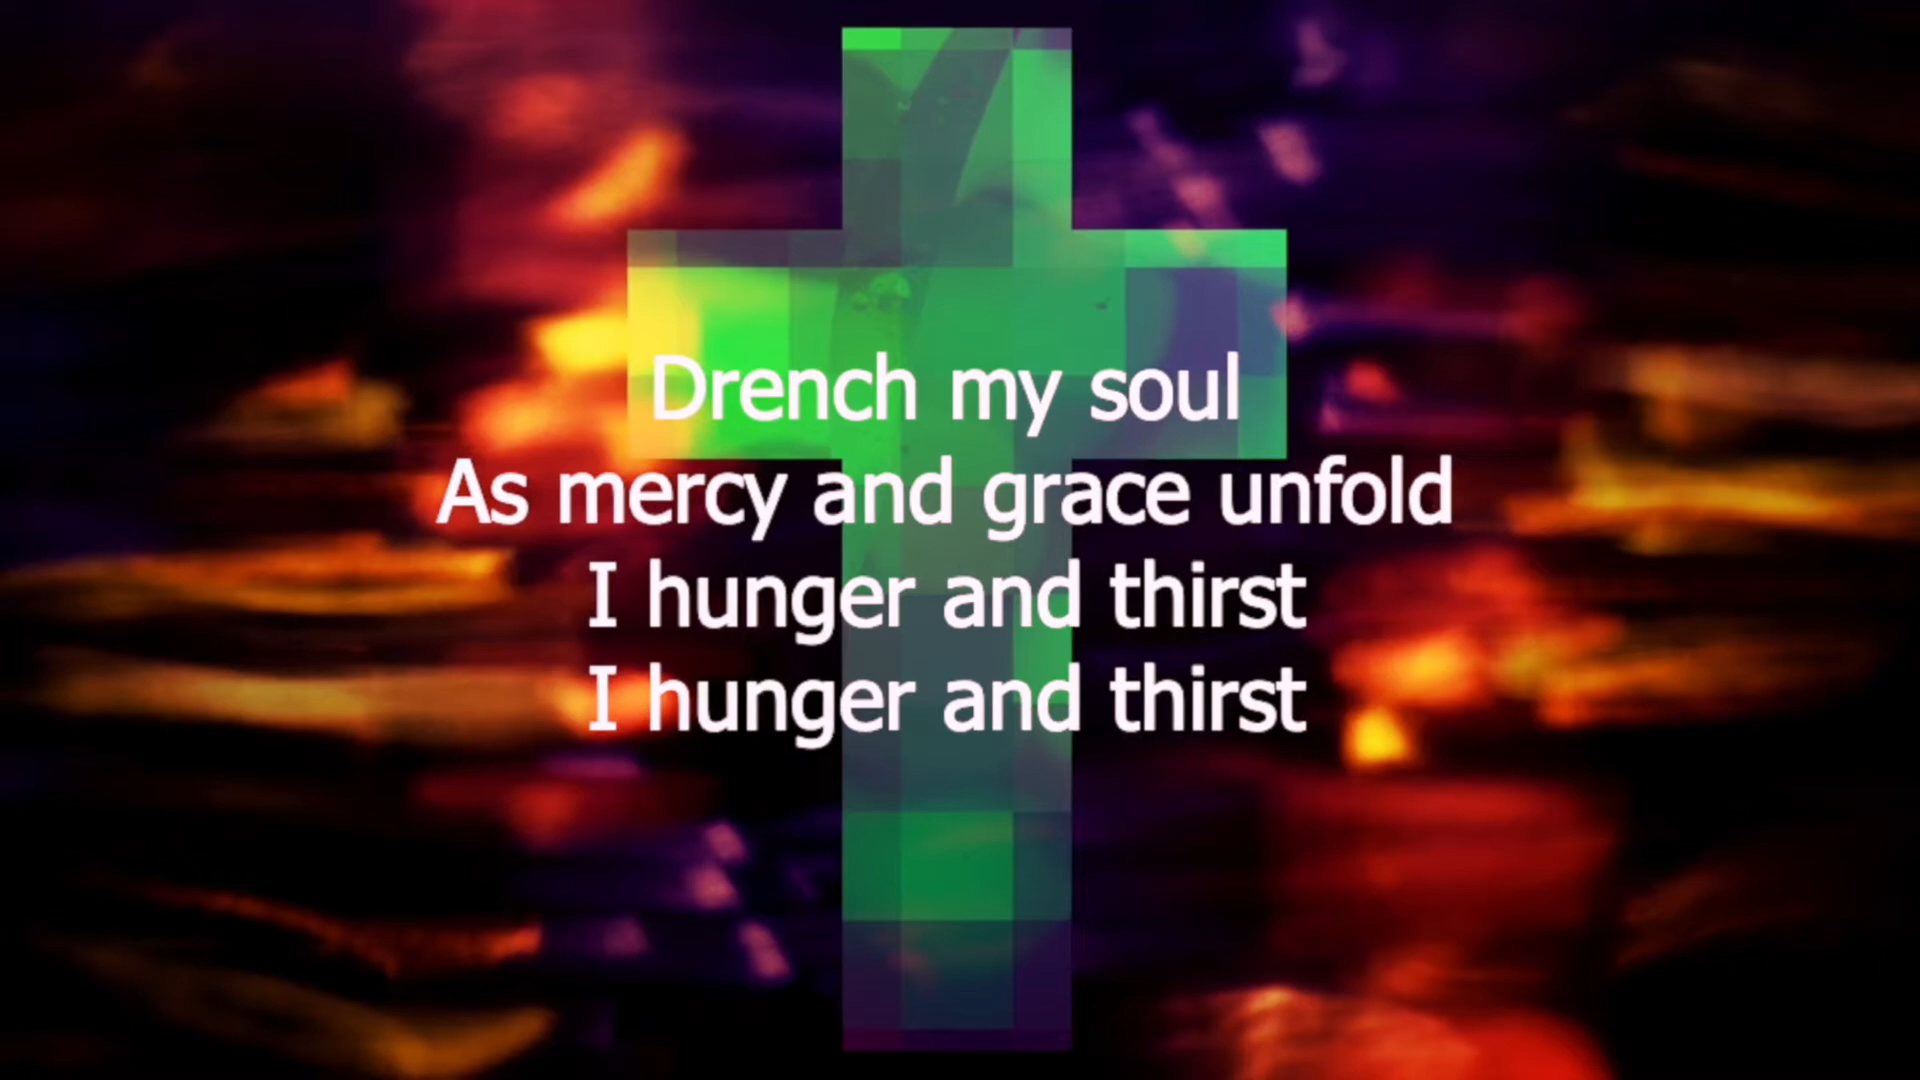 Drench my soul
As mercy and grace unfold
I hunger and thirst
I hunger and thirst